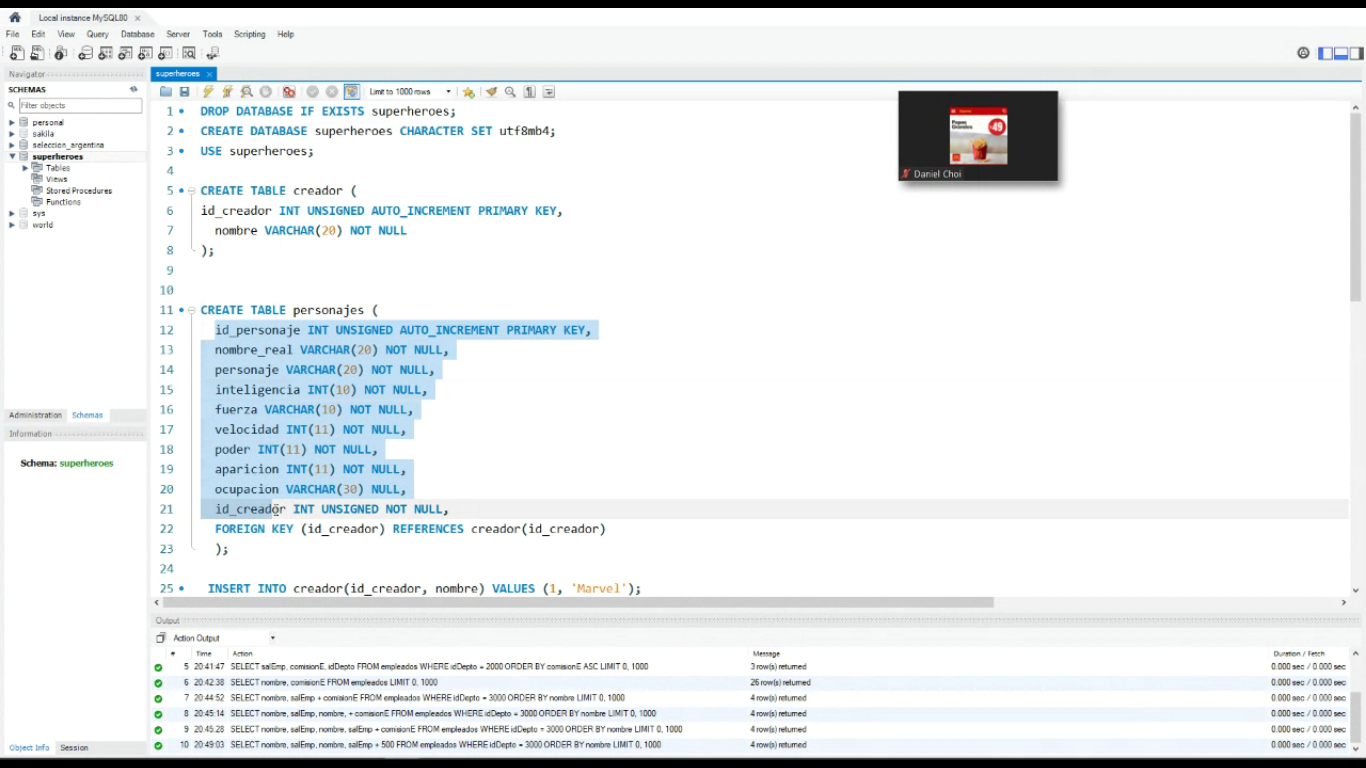 Local instance MySQL80 ×
File Edit View Query Database Server Tools Scripting Help
Navigator
SCHEMAS
Filter objects
personal
sakila
seleccion_argentina
superheroes
Tables
Views
Stored Procedures
Functions
sys
world
Administration Schemas
Information
Schema: superheroes
Object Info Session
superheroes ×
Limit to 1000 rows
1 DROP DATABASE IF EXISTS superheroes;
2 CREATE DATABASE superheroes CHARACTER SET utf8mb4;
3 USE superheroes;
4
5 CREATE TABLE creador (
6 id_creador INT UNSIGNED AUTO_INCREMENT PRIMARY KEY,
7 nombre VARCHAR(20) NOT NULL
8 );
9
10
11 CREATE TABLE personajes (
12 id_personaje INT UNSIGNED AUTO_INCREMENT PRIMARY KEY,
13 nombre_real VARCHAR(20) NOT NULL,
14 personaje VARCHAR(20) NOT NULL,
15 inteligencia INT(10) NOT NULL,
16 fuerza VARCHAR(10) NOT NULL,
17 velocidad INT(11) NOT NULL,
18 poder INT(11) NOT NULL,
19 aparicion INT(11) NOT NULL,
20 ocupacion VARCHAR(30) NULL,
21 id_creador INT UNSIGNED NOT NULL,
22 FOREIGN KEY (id_creador) REFERENCES creador(id_creador)
23 );
24
25 INSERT INTO creador(id_creador, nombre) VALUES (1, 'Marvel');
Papas
Grandes
$49
Daniel Choi
Output
Action Output
# Time Action Message Duration / Fetch
5 20:41:47 SELECT salEmp, comisionE, idDepto FROM empleados WHERE idDepto = 2000 ORDER BY comisionE ASC LIMIT 0, 1000 3 row(s) returned 0.000 sec / 0.000 sec
6 20:42:38 SELECT nombre, comisionE FROM empleados LIMIT 0, 1000 26 row(s) returned 0.000 sec / 0.000 sec
7 20:44:52 SELECT nombre, salEmp + comisionE FROM empleados WHERE idDepto = 3000 ORDER BY nombre LIMIT 0, 1000 4 row(s) returned 0.000 sec / 0.000 sec
8 20:45:14 SELECT nombre, salEmp, nombre, + comisionE FROM empleados WHERE idDepto = 3000 ORDER BY nombre LIMIT 0, 1000 4 row(s) returned 0.000 sec / 0.000 sec
9 20:45:28 SELECT nombre, salEmp, salEmp + comisionE FROM empleados WHERE idDepto = 3000 ORDER BY nombre LIMIT 0, 1000 4 row(s) returned 0.000 sec / 0.000 sec
10 20:49:03 SELECT nombre, salEmp, salEmp + 500 FROM empleados WHERE idDepto = 3000 ORDER BY nombre LIMIT 0, 1000 4 row(s) returned 0.000 sec / 0.000 sec